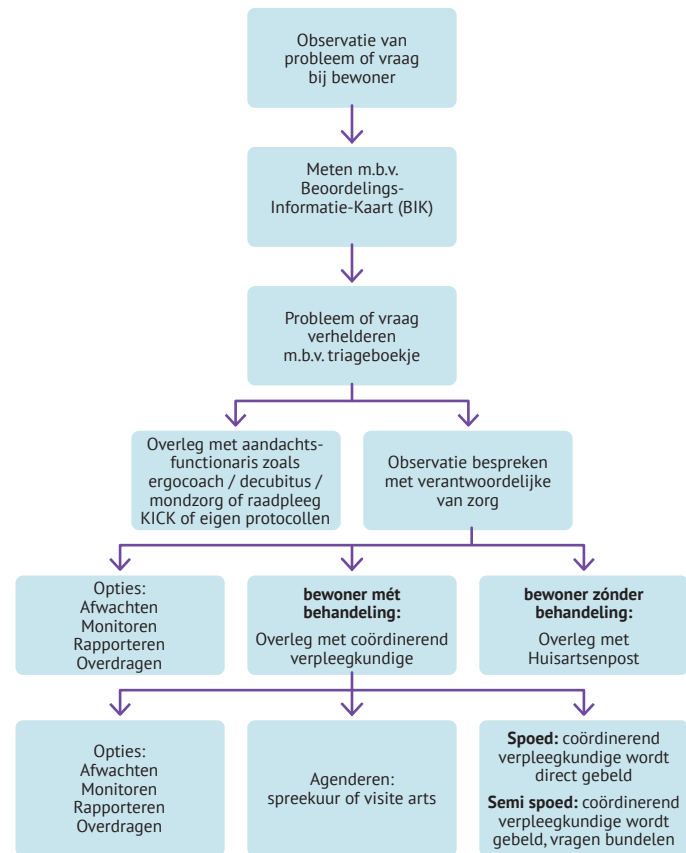 Observatie van
probleem of vraag
bij bewoner
Meten m.b.v.
Beoordelings-
Informatie-Kaart (BIK)
Probleem of vraag
verhelderen
m.b.v. triageboekje
Overleg met aandachts-
functionaris zoals
ergocoach / decubitus /
mondzorg of raadpleeg
KICK of eigen protocollen
Observatie bespreken
met verantwoordelijke
van zorg
Opties:
Afwachten
Monitoren
Rapporteren
Overdragen
bewoner mét
behandeling:
Overleg met coördinerend
verpleegkundige
bewoner zónder
behandeling:
Overleg met
Huisartsenpost
Opties:
Afwachten
Monitoren
Rapporteren
Overdragen
Agenderen:
spreekuur of visite arts
Spoed: coördinerend
verpleegkundige wordt
direct gebeld
Semi spoed: coördinerend
verpleegkundige wordt
gebeld, vragen bundelen